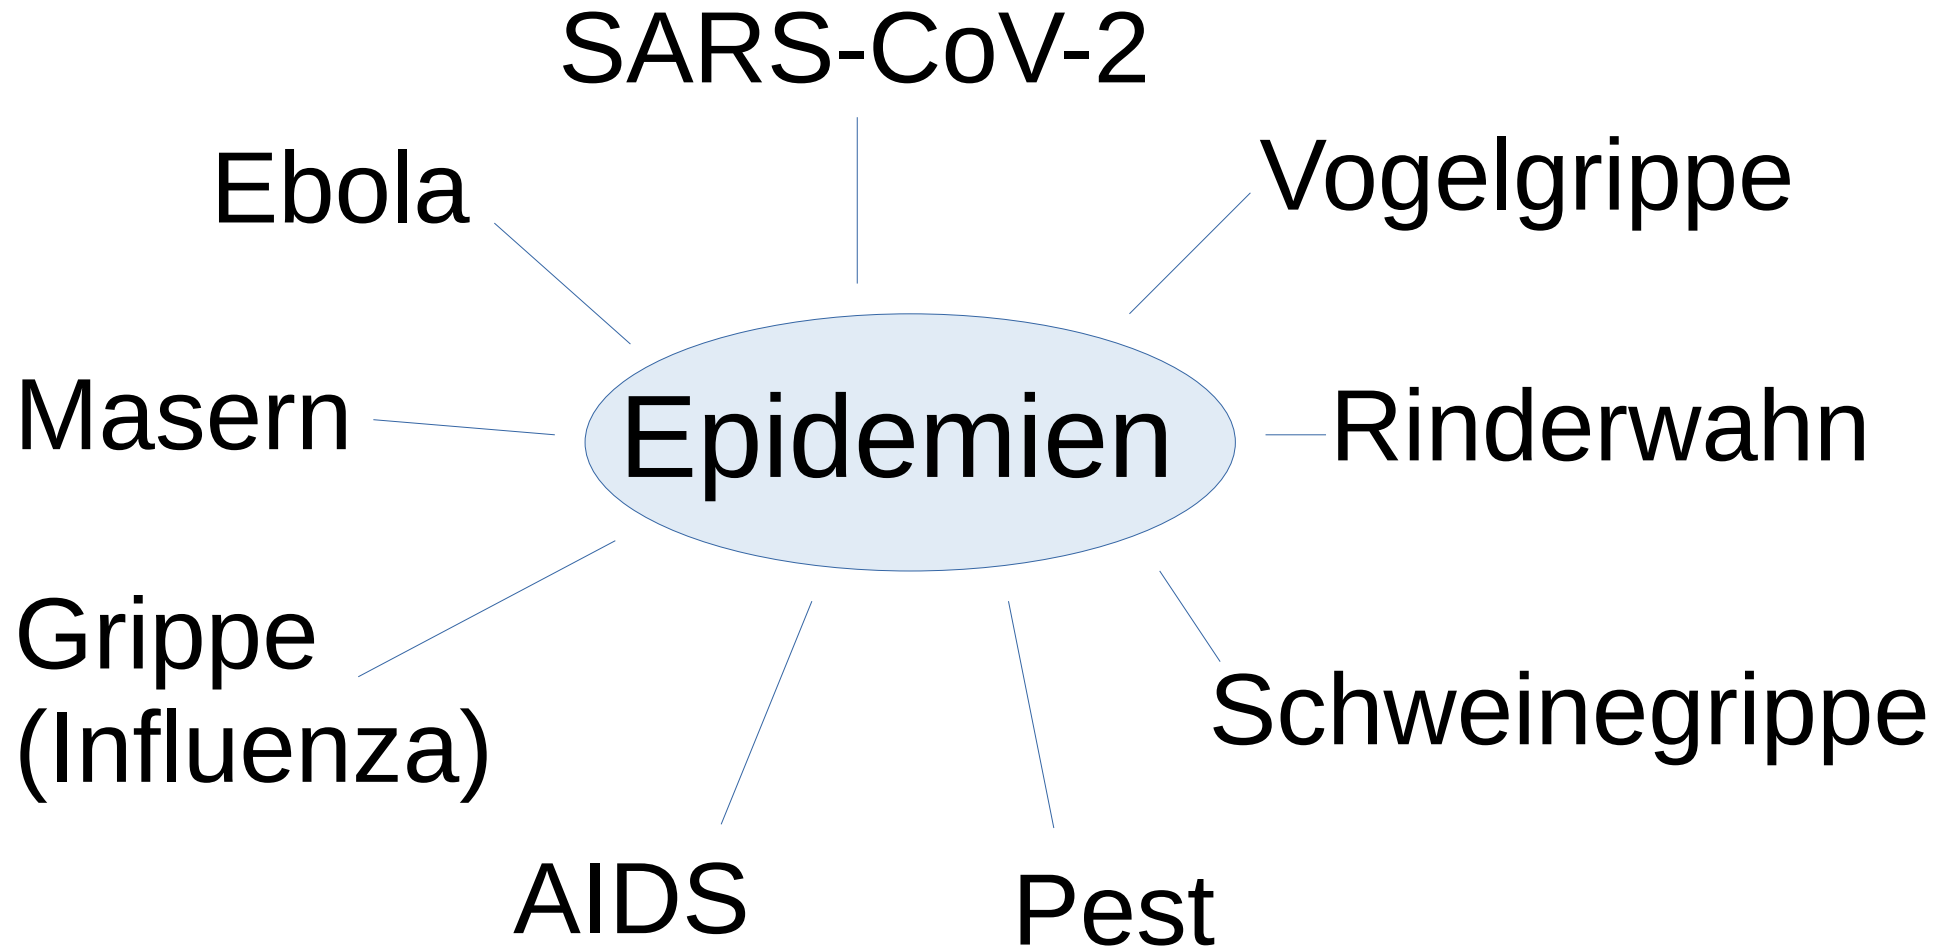 SARS-CoV-2
Ebola
Vogelgrippe
Masern
Epidemien
Rinderwahn
Grippe
(Influenza)
Schweinegrippe
AIDS
Pest